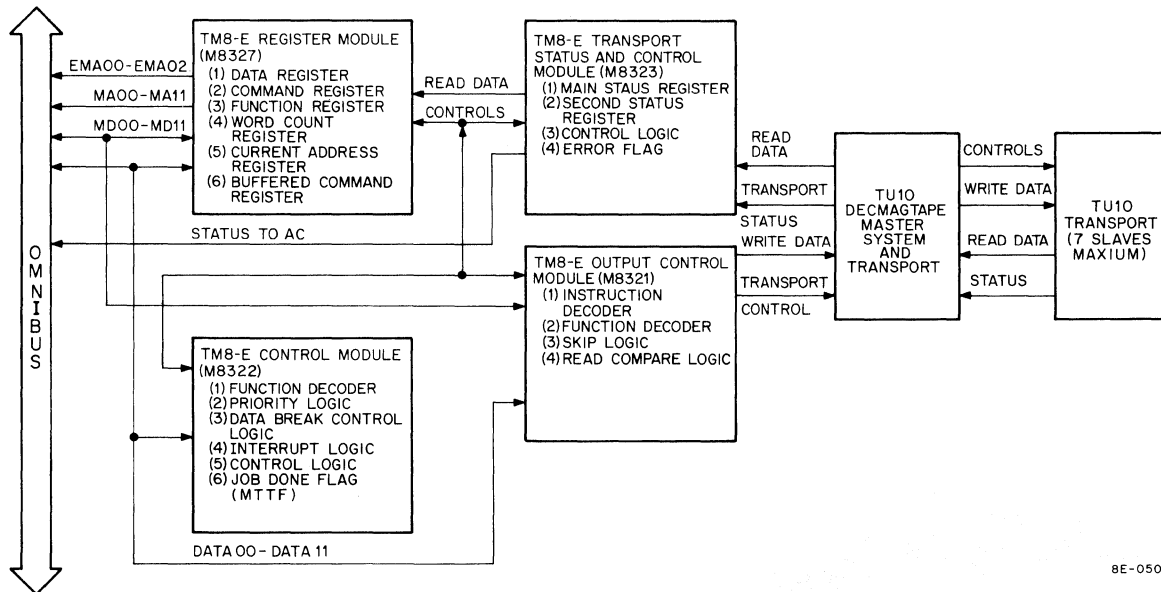 OMNIBUS
EMA00-EMA02
MA00-MA11
MD00-MD11
TM8-E REGISTER MODULE
(M8327)
(1) DATA REGISTER
(2) COMMAND REGISTER
(3) FUNCTION REGISTER
(4) WORD COUNT
REGISTER
(5) CURRENT ADDRESS
REGISTER
(6) BUFFERED COMMAND
REGISTER
READ DATA
CONTROLS
STATUS TO AC
TM8-E TRANSPORT
STATUS AND CONTROL
MODULE (M8323)
(1) MAIN STAUS REGISTER
(2) SECOND STATUS
REGISTER
(3) CONTROL LOGIC
(4) ERROR FLAG
READ
DATA
TRANSPORT
STATUS
WRITE DATA
TRANSPORT
CONTROL
TU10
DECMAGTAPE
MASTER
SYSTEM
AND
TRANSPORT
CONTROLS
WRITE DATA
READ DATA
STATUS
TU10
TRANSPORT
(7 SLAVES
MAXIUM)
TM8-E OUTPUT CONTROL
MODULE (M8321)
(1) INSTRUCTION
DECODER
(2) FUNCTION DECODER
(3) SKIP LOGIC
(4) READ COMPARE LOGIC
TM8-E CONTROL MODULE
(M8322)
(1) FUNCTION DECODER
(2) PRIORITY LOGIC
(3) DATA BREAK CONTROL
LOGIC
(4) INTERRUPT LOGIC
(5) CONTROL LOGIC
(6) JOB DONE FLAG
(MTTF)
DATA 00 - DATA 11
8E-050